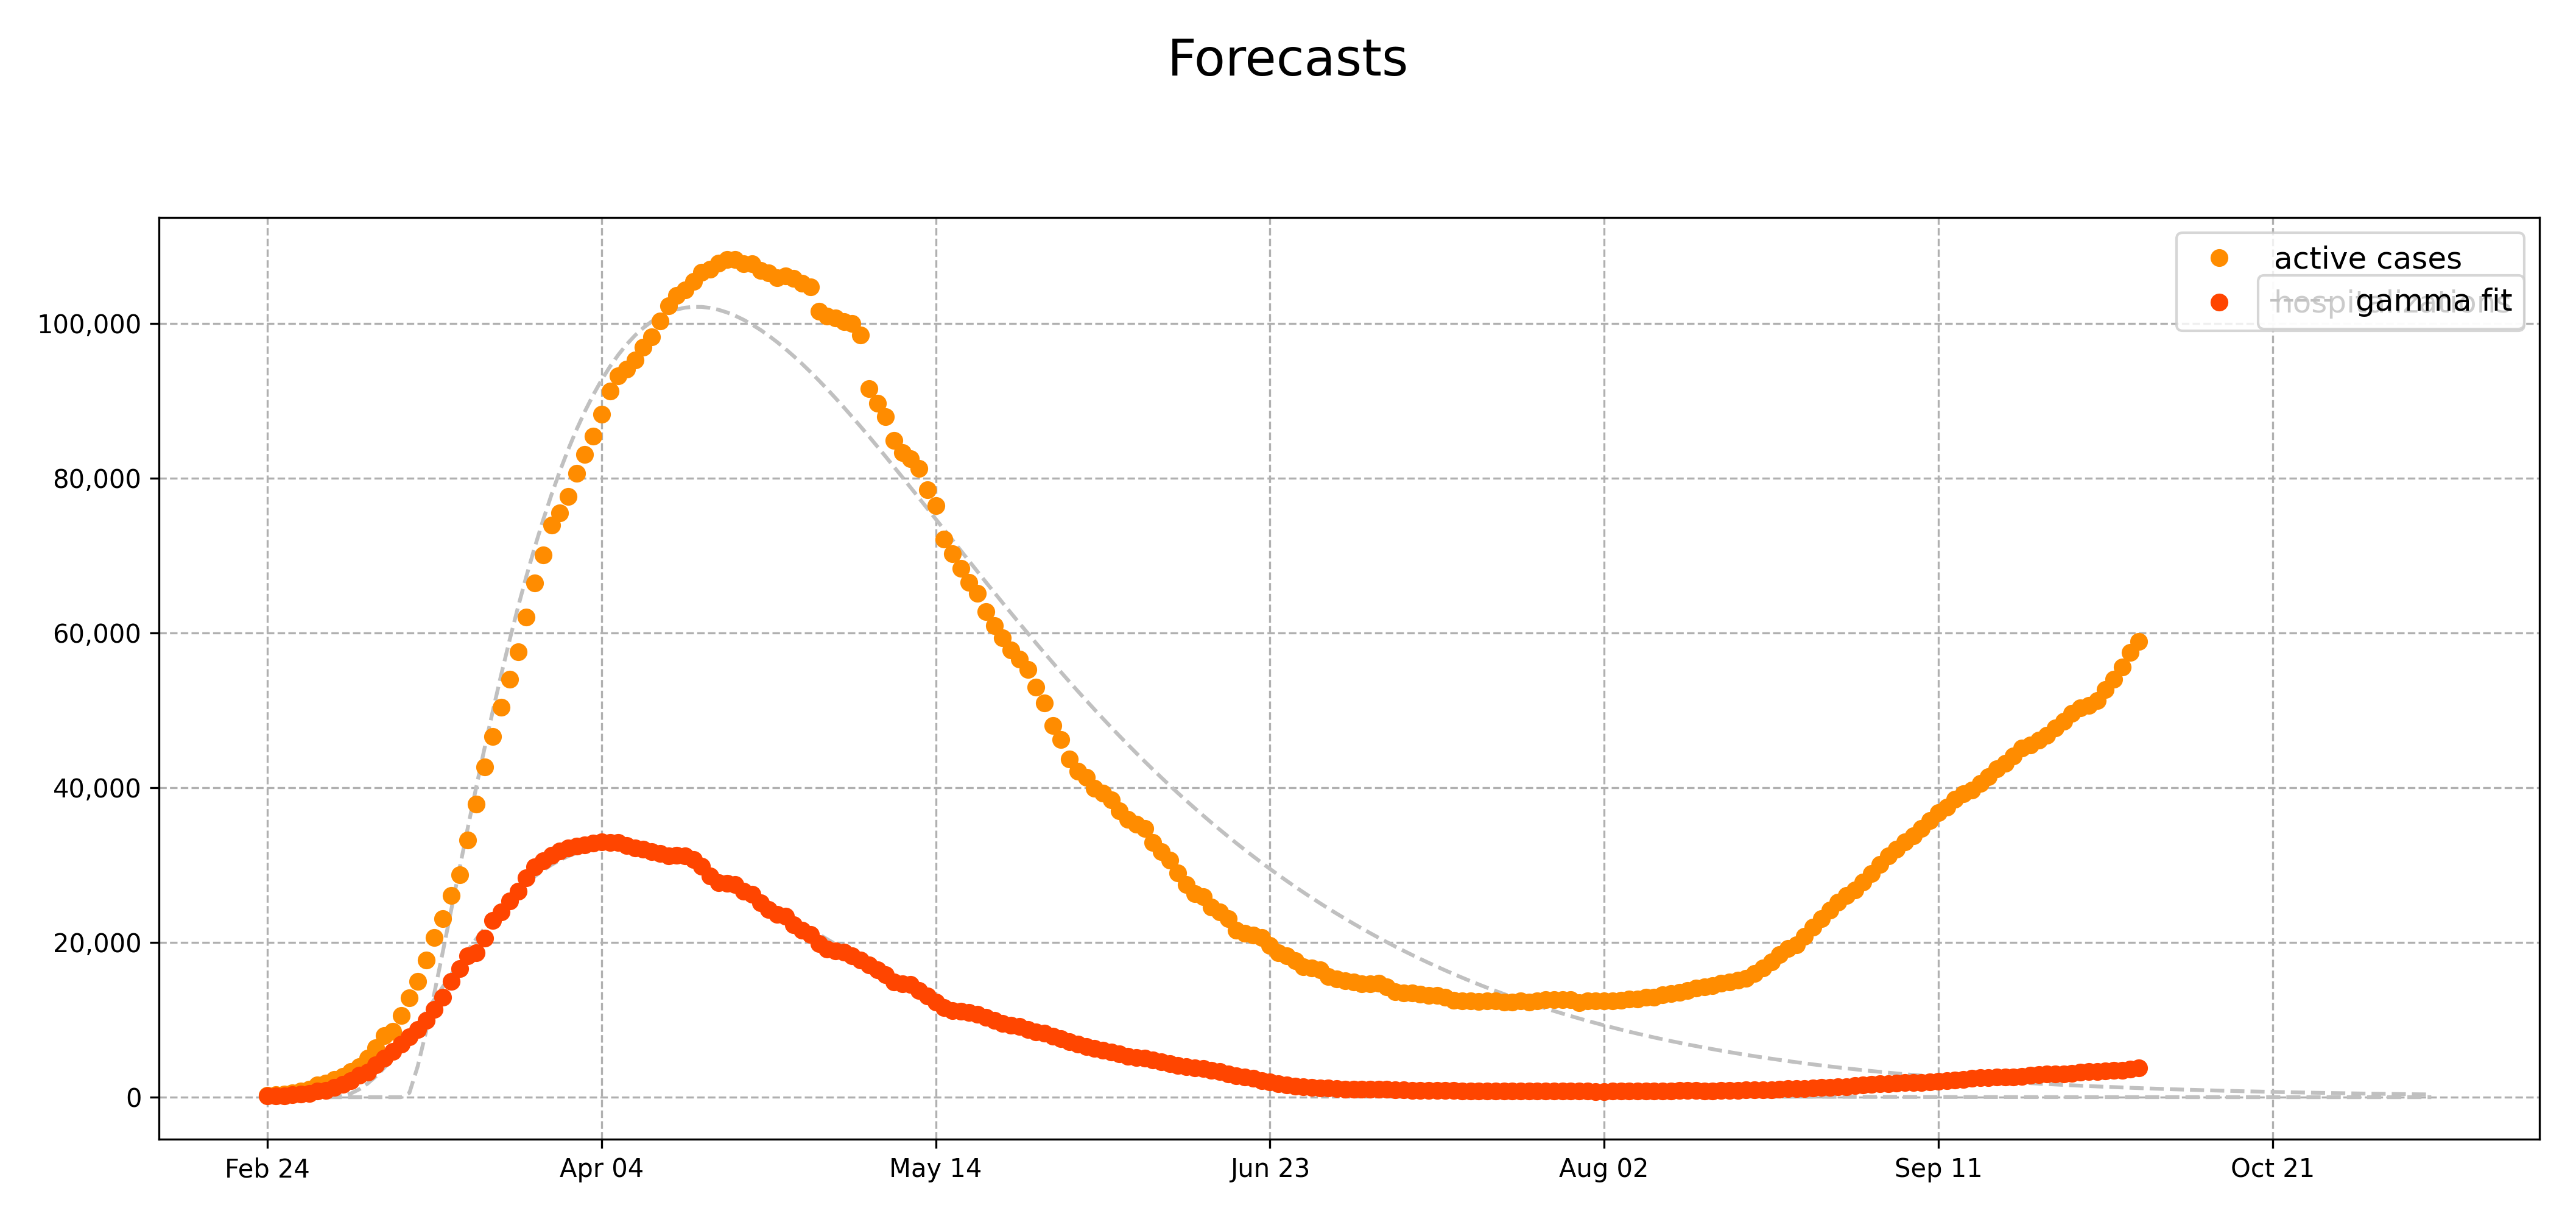 Forecasts
active cases
hospitalizations
gamma fit
100,000
80,000
60,000
40,000
20,000
0
Feb 24 Apr 04 May 14 Jun 23 Aug 02 Sep 11 Oct 21